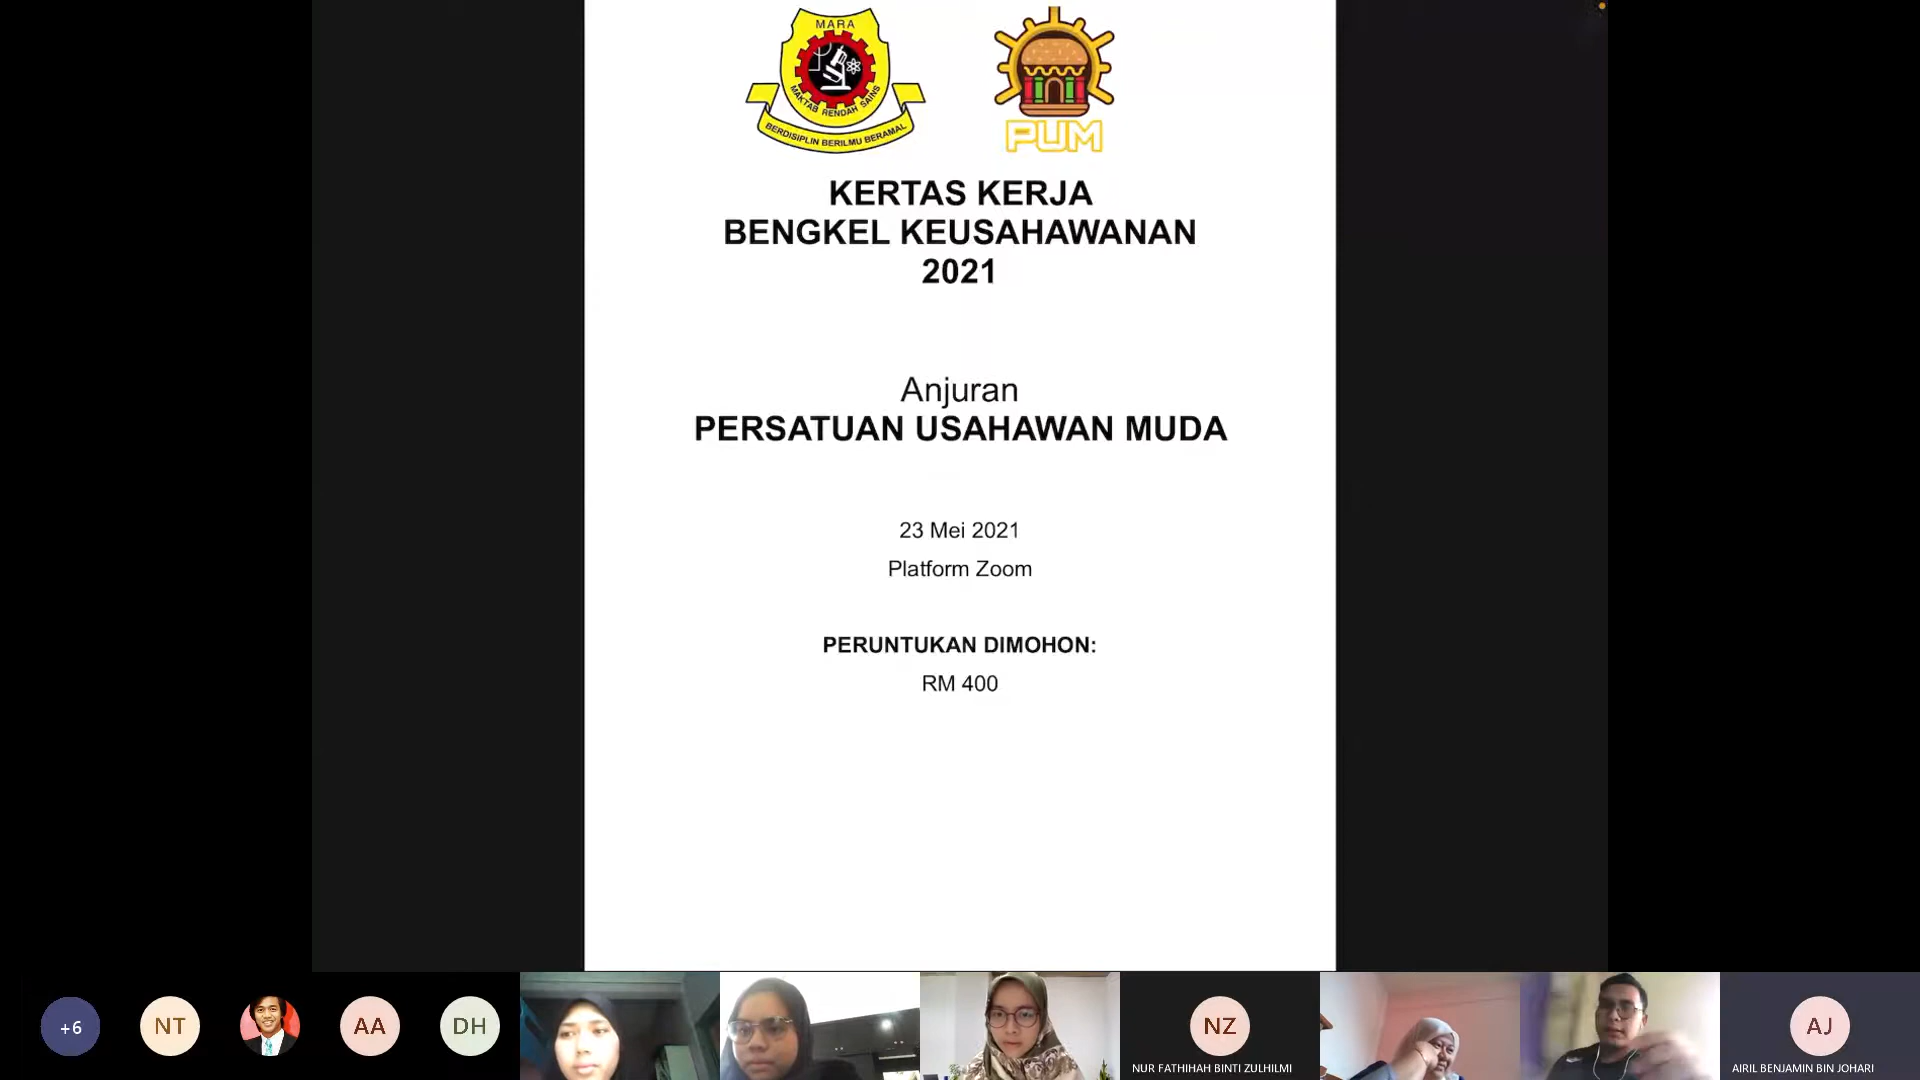 MARA
MAKTAB RENDAH SAINS
BERDISIPLIN BERILMU BERAMAL
PUM
KERTAS KERJA
BENGKEL KEUSAHAWANAN
2021
Anjuran
PERSATUAN USAHAWAN MUDA
23 Mei 2021
Platform Zoom
PERUNTUKAN DIMOHON:
RM 400
+6
NT
AA
DH
NZ
NUR FATHIHAH BINTI ZULHILMI
AJ
AIRIL BENJAMIN BIN JOHARI